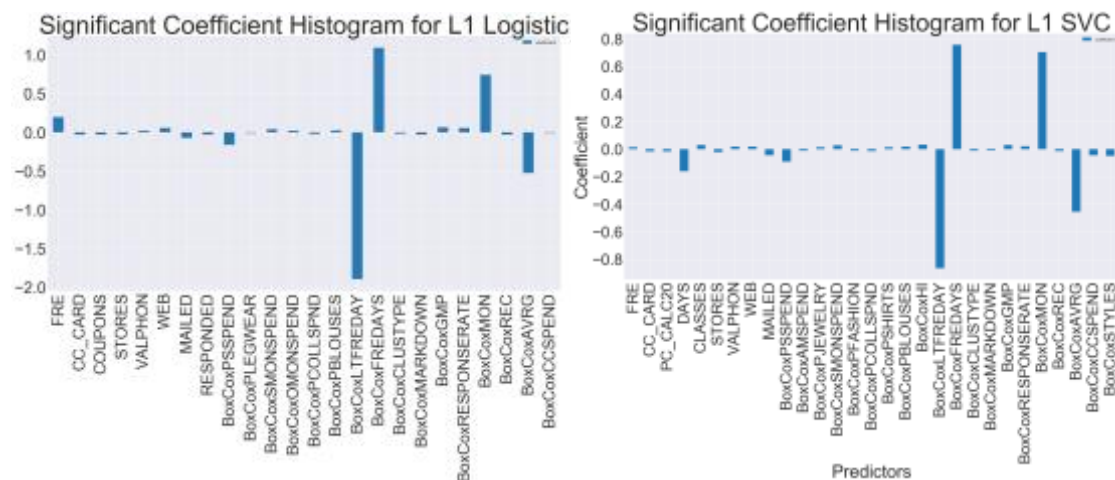 Significant Coefficient Histogram for L1 Logistic
1.0
0.5
0.0
−0.5
−1.0
−1.5
−2.0
FRE
CC_CARD
COUPONS
STORES
VALPHON
WEB
MAILED
RESPONDED
BoxCoxPSSPEND
BoxCoxPLEGWEAR
BoxCoxSMONSPEND
BoxCoxOMONSPEND
BoxCoxPCOLLSPND
BoxCoxPBLOUSES
BoxCoxLTFREDAY
BoxCoxFREDAYS
BoxCoxCLUSTYPE
BoxCoxMARKDOWN
BoxCoxGMP
BoxCoxRESPONSERATE
BoxCoxMON
BoxCoxREC
BoxCoxAVRG
BoxCoxCCSPEND
Significant Coefficient Histogram for L1 SVC
Coefficient
0.8
0.6
0.4
0.2
0.0
−0.2
−0.4
−0.6
−0.8
FRE
CC_CARD
PC_CALC20
DAYS
CLASSES
STORES
VALPHON
WEB
MAILED
BoxCoxPSSPEND
BoxCoxAMSPEND
BoxCoxPJEWELRY
BoxCoxSMONSPEND
BoxCoxPFASHION
BoxCoxPCOLLSPND
BoxCoxPSHIRTS
BoxCoxPBLOUSES
BoxCoxHI
BoxCoxLTFREDAY
BoxCoxFREDAYS
BoxCoxCLUSTYPE
BoxCoxMARKDOWN
BoxCoxGMP
BoxCoxRESPONSERATE
BoxCoxMON
BoxCoxREC
BoxCoxAVRG
BoxCoxCCSPEND
BoxCoxSTYLES
Predictors